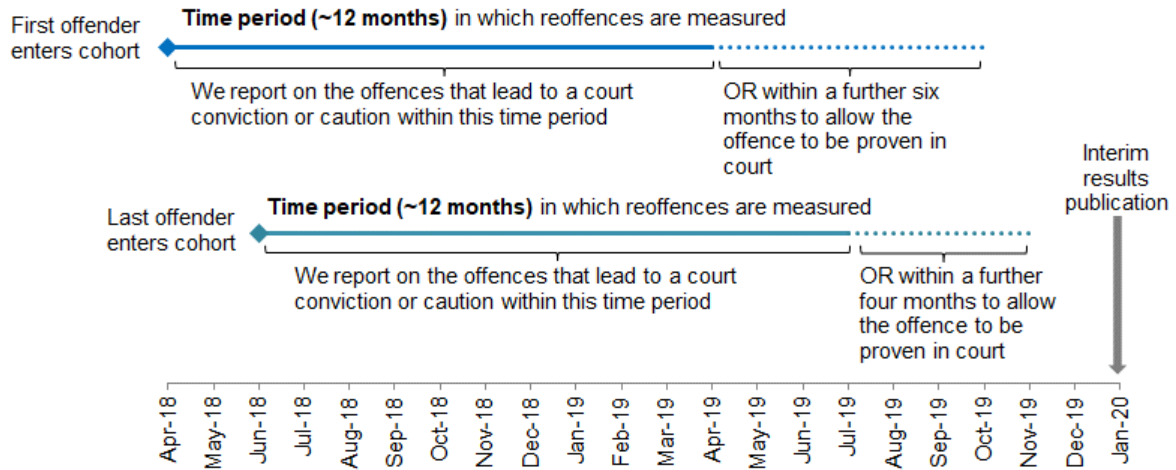 Time period (~12 months) in which reoffences are measured
First offender
enters cohort
We report on the offences that lead to a court
conviction or caution within this time period
OR within a further six
months to allow the
offence to be proven in
court
Interim
results
publication
Time period (~12 months) in which reoffences are measured
Last offender
enters cohort
We report on the offences that lead to a court
conviction or caution within this time period
OR within a further
four months to allow
the offence to be
proven in court
Apr-18
May-18
Jun-18
Jul-18
Aug-18
Sep-18
Oct-18
Nov-18
Dec-18
Jan-19
Feb-19
Mar-19
Apr-19
May-19
Jun-19
Jul-19
Aug-19
Sep-19
Oct-19
Nov-19
Dec-19
Jan-20